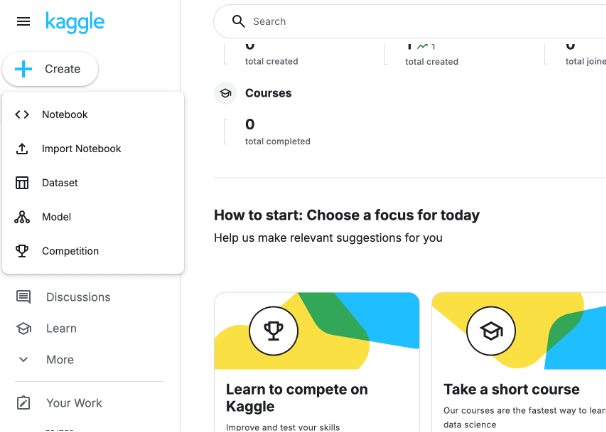 kaggle
Search
Create
0
1 1
0
total created
total created
total joine
Notebook
Import Notebook
Dataset
Model
Competition
Courses
0
total completed
How to start: Choose a focus for today
Help us make relevant suggestions for you
Discussions
Learn
More
Your Work
Learn to compete on
Kaggle
Improve and test your skills
Take a short course
Our courses are the fastest way to lear
data science